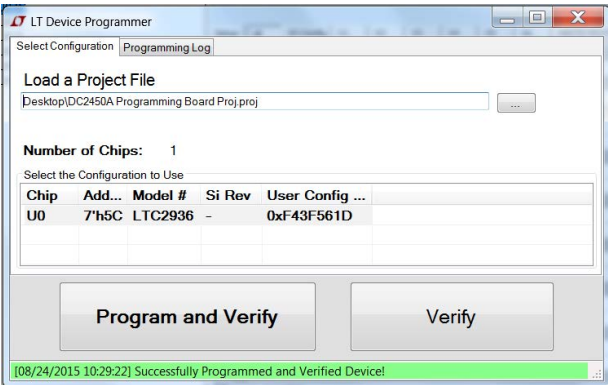 LT Device Programmer
Select Configuration Programming Log
Load a Project File
Desktop\DC2450A Programming Board Proj.proj ...
Number of Chips: 1
Select the Configuration to Use
Chip Add... Model # Si Rev User Config ...
U0 7'h5C LTC2936 - 0xF43F561D
Program and Verify Verify
[08/24/2015 10:29:22] Successfully Programmed and Verified Device!